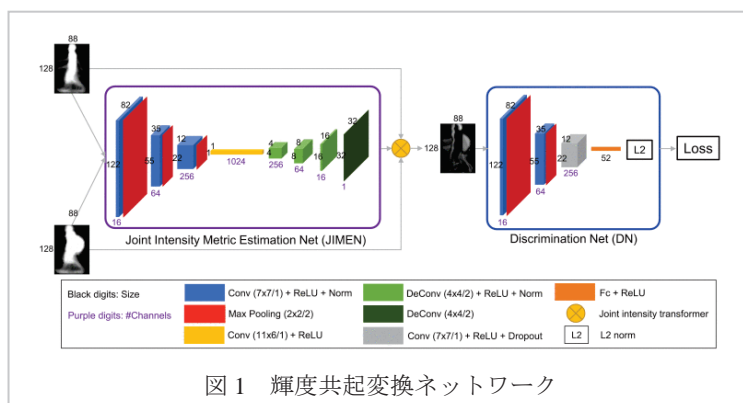 88
128
82
122
16
35
55
64
12
22
256
1
1
1024
4
4
256
8
8
64
16
16
16
32
32
1
Joint Intensity Metric Estimation Net (JIMEN)
88
128
88
128
82
122
16
35
55
64
12
22
256
52
L2
Loss
Discrimination Net (DN)
Black digits: Size
Purple digits: #Channels
Conv (7x7/1) + ReLU + Norm
Max Pooling (2x2/2)
Conv (11x6/1) + ReLU
DeConv (4x4/2) + ReLU + Norm
DeConv (4x4/2)
Conv (7x7/1) + ReLU + Dropout
Fc + ReLU
Joint intensity transformer
L2 L2 norm
図 1 輝度共起変換ネットワーク